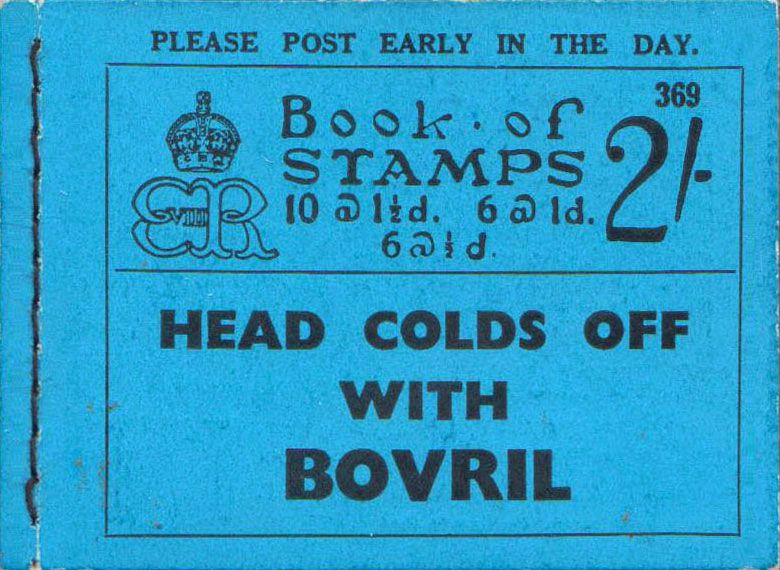 PLEASE POST EARLY IN THE DAY.
369
Book · of
STAMPS
2/-
10 @ 1½d. 6 @ 1d.
6 @ ½d.
E VIII R
HEAD COLDS OFF
WITH
BOVRIL